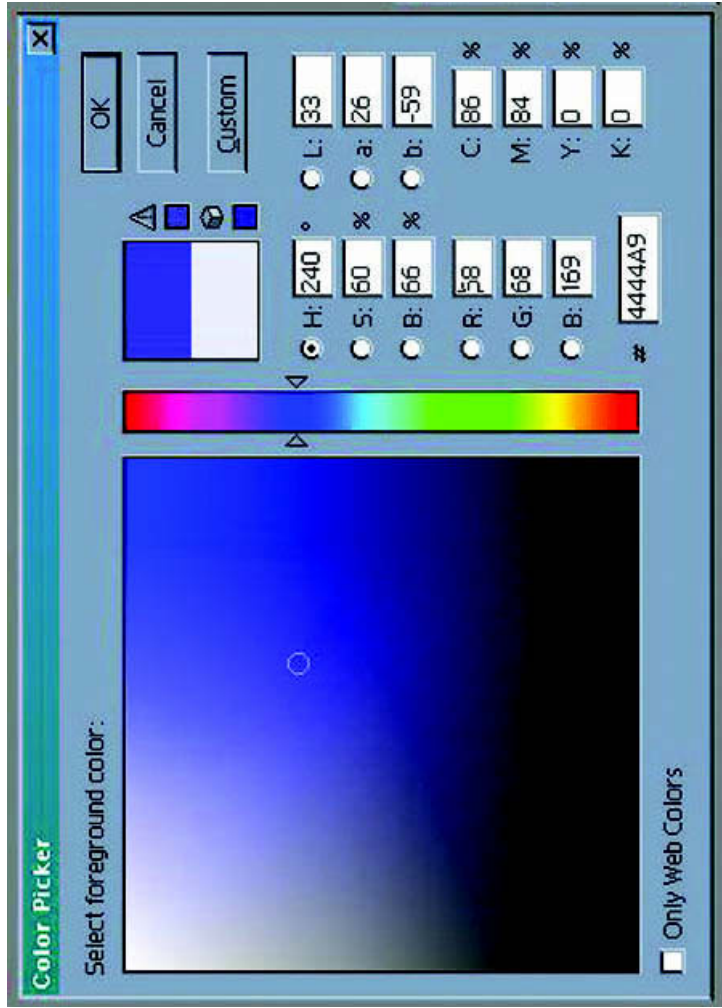 Color Picker
Select foreground color:
OK
Cancel
Custom
H: 240 °
L: 33
S: 60 %
a: 26
B: 66 %
b: -59
R: 58
C: 86 %
G: 68
M: 84 %
B: 169
Y: 0 %
# 4444A9
K: 0 %
Only Web Colors